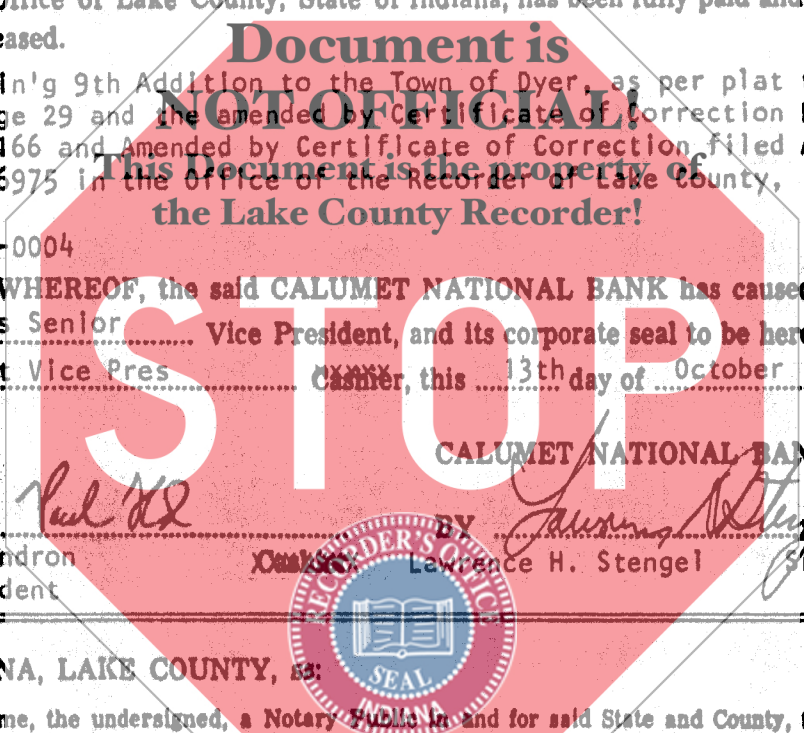 Office of Lake County, State of Indiana, has been fully paid and
eased.
Document is
in'g 9th Addition to the Town of Dyer, as per plat
NOT OFFICIAL!
ge 29 and the amended by Certificate of Correction
166 and Amended by Certificate of Correction filed
This Document is the property of
5975 in the Office of the Recorder of Lake County,
the Lake County Recorder!
-0004
WHEREOF, the said CALUMET NATIONAL BANK has caused
s Senior Vice President, and its corporate seal to be her
t Vice Pres Cashier, this 13th day of October
STOP
CALUMET NATIONAL BAN
BY
ndron Cashier Lawrence H. Stengel
dent
RECORDER'S OFFICE
SEAL
INDIANA
NA, LAKE COUNTY, ss:
me, the undersigned, a Notary Public in and for said State and County,